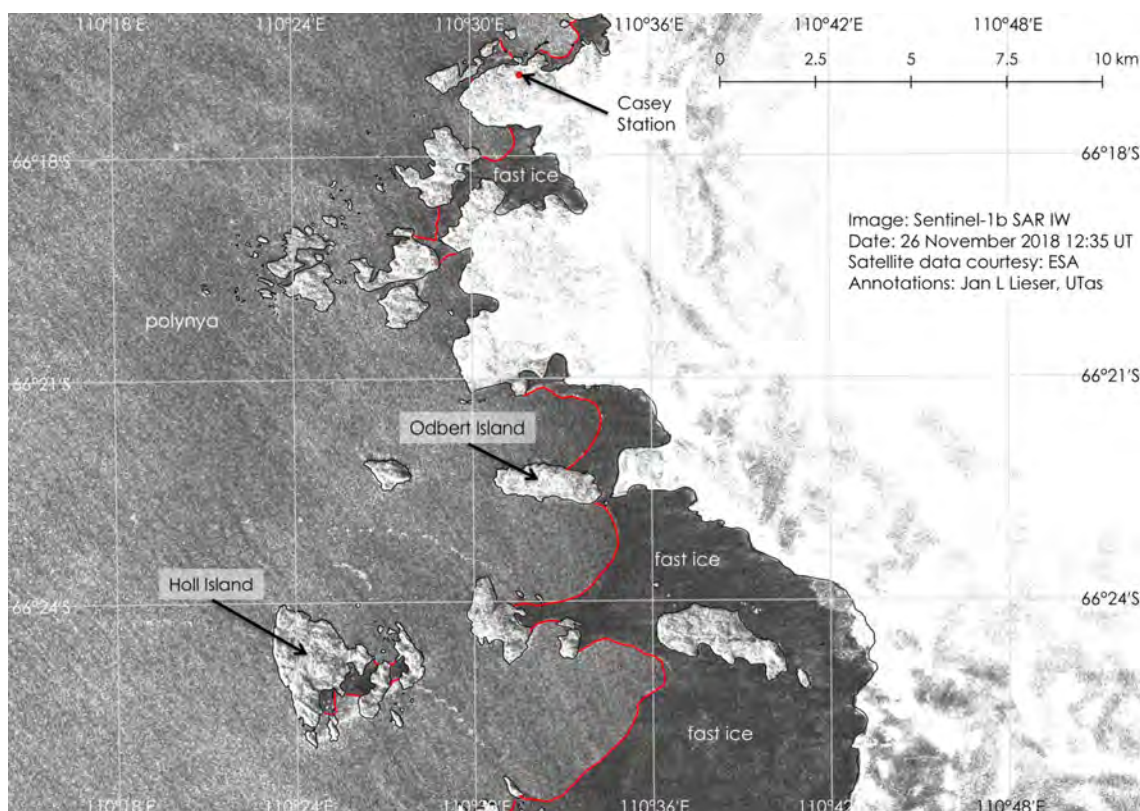 110°18'E 110°24'E 110°30'E 110°36'E 110°42'E 110°48'E
0 2.5 5 7.5 10 km
Casey
Station
66°18'S 66°18'S
fast ice
Image: Sentinel-1b SAR IW
Date: 26 November 2018 12:35 UT
Satellite data courtesy: ESA
Annotations: Jan L Lieser, UTas
polynya
66°21'S 66°21'S
Odbert Island
fast ice
Holl Island
66°24'S 66°24'S
fast ice
110°18'E 110°24'E 110°30'E 110°36'E 110°42'E 110°48'E